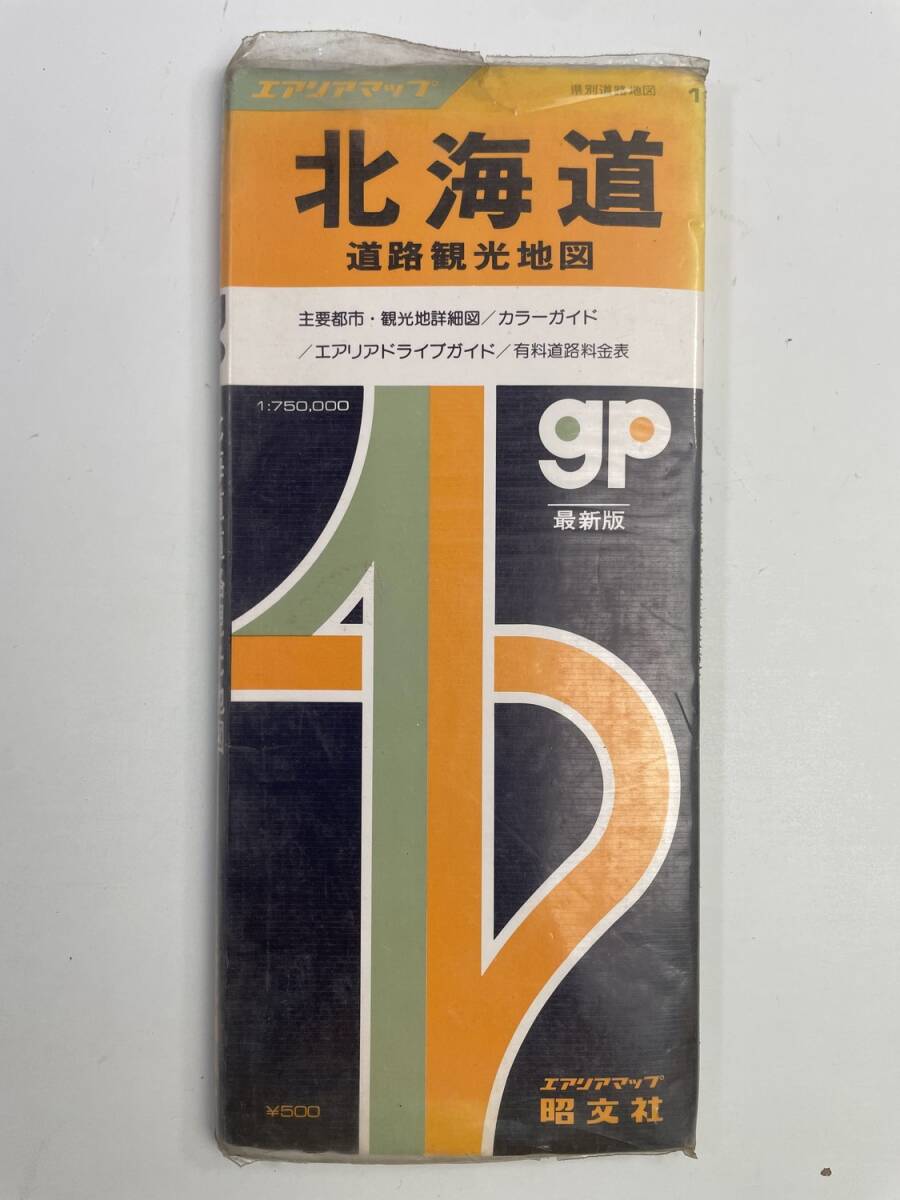 エアリアマップ
県別道路地図 1
北海道
道路観光地図
主要都市・観光地詳細図/カラーガイド
/エアリアドライブガイド/有料道路料金表
1:750,000
gp
最新版
¥500
エアリアマップ
昭文社